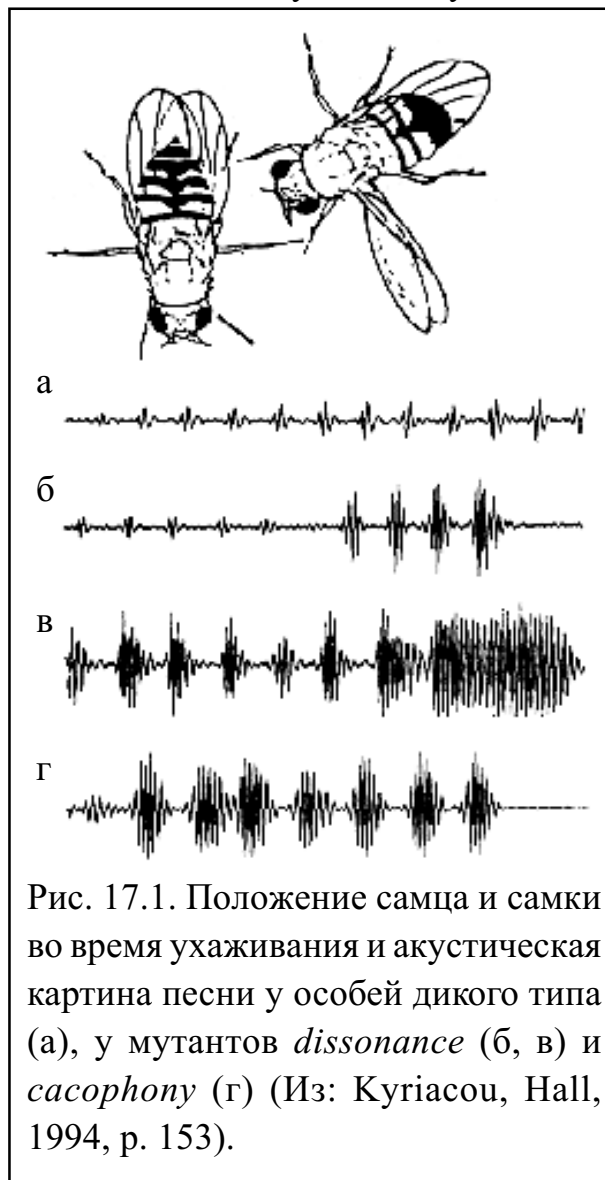 а
б
в
г
Рис. 17.1. Положение самца и самки
во время ухаживания и акустическая
картина песни у особей дикого типа
(а), у мутантов dissonance (б, в) и
cacophony (г) (Из: Kyriacou, Hall,
1994, p. 153).